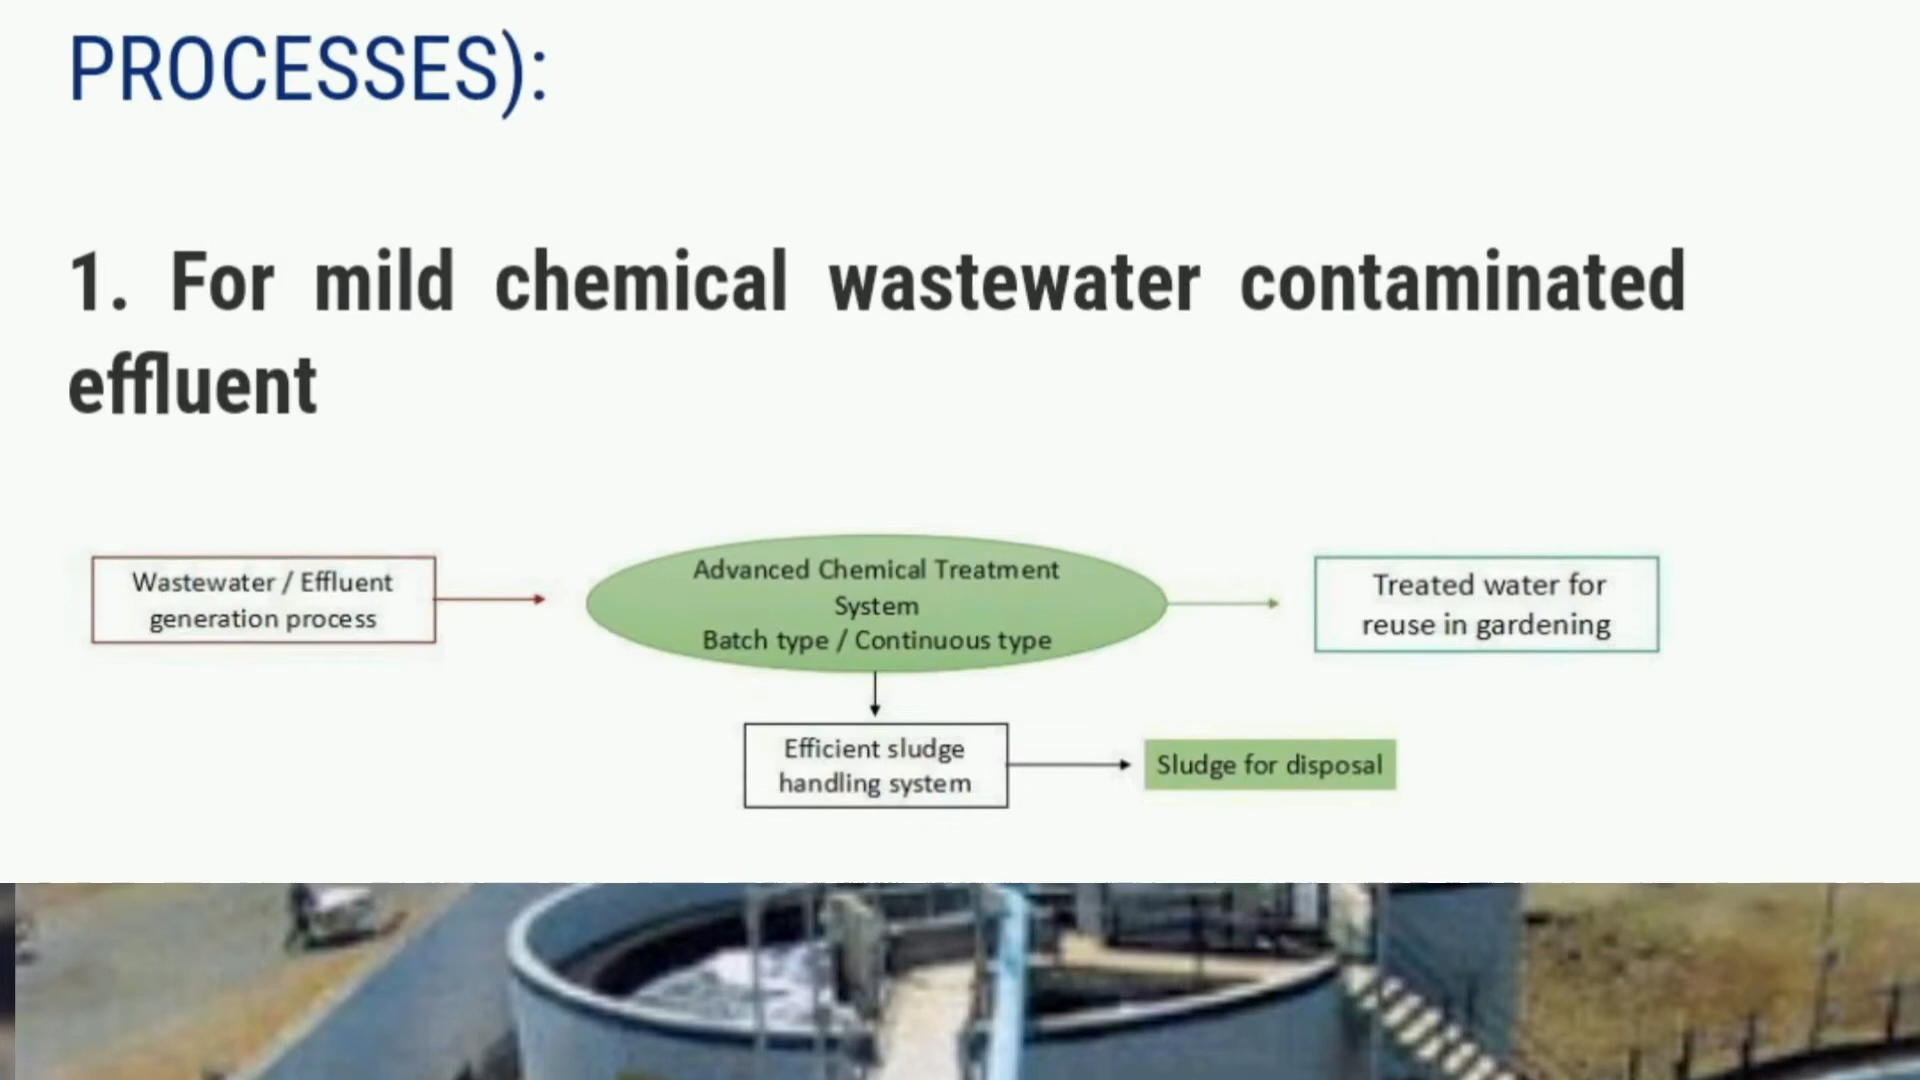 PROCESSES):
1. For mild chemical wastewater contaminated
effluent
Wastewater / Effluent
generation process
Advanced Chemical Treatment
System
Batch type / Continuous type
Treated water for
reuse in gardening
Efficient sludge
handling system
Sludge for disposal